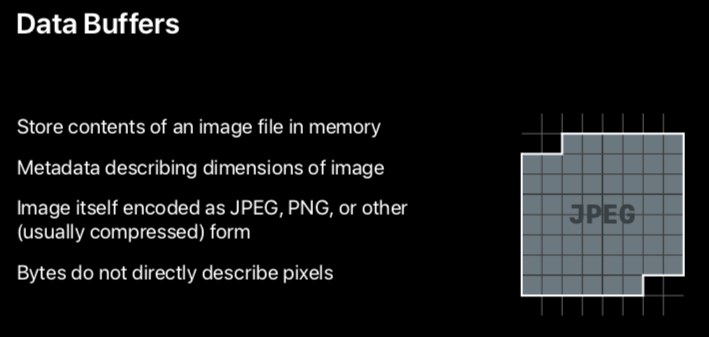 Data Buffers
Store contents of an image file in memory
Metadata describing dimensions of image
Image itself encoded as JPEG, PNG, or other
(usually compressed) form
Bytes do not directly describe pixels
JPEG